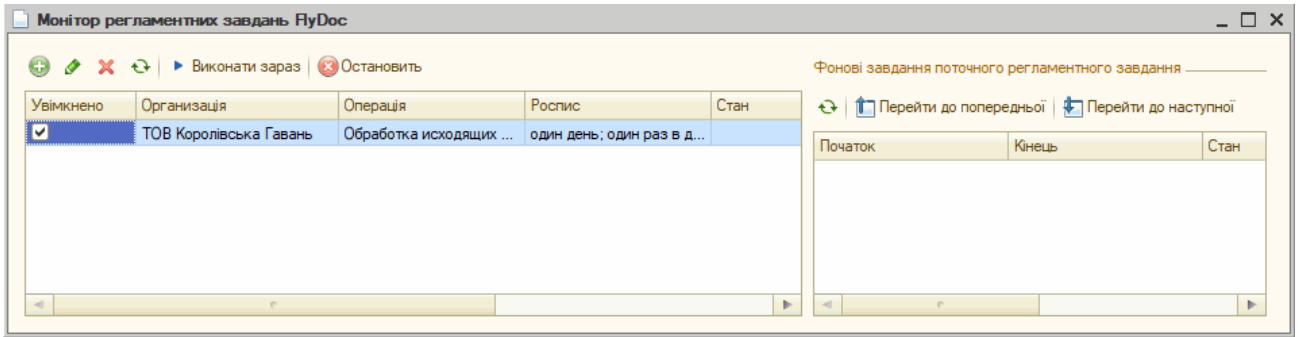 Монітор регламентних завдань FlyDoc
Виконати зараз Остановить
Увімкнено Организація Операція Роспис Стан
ТОВ Королівська Гавань Обработка исходящих ... один день; один раз в д...
Фонові завдання поточного регламентного завдання
Перейти до попередньої Перейти до наступної
Початок Кінець Стан